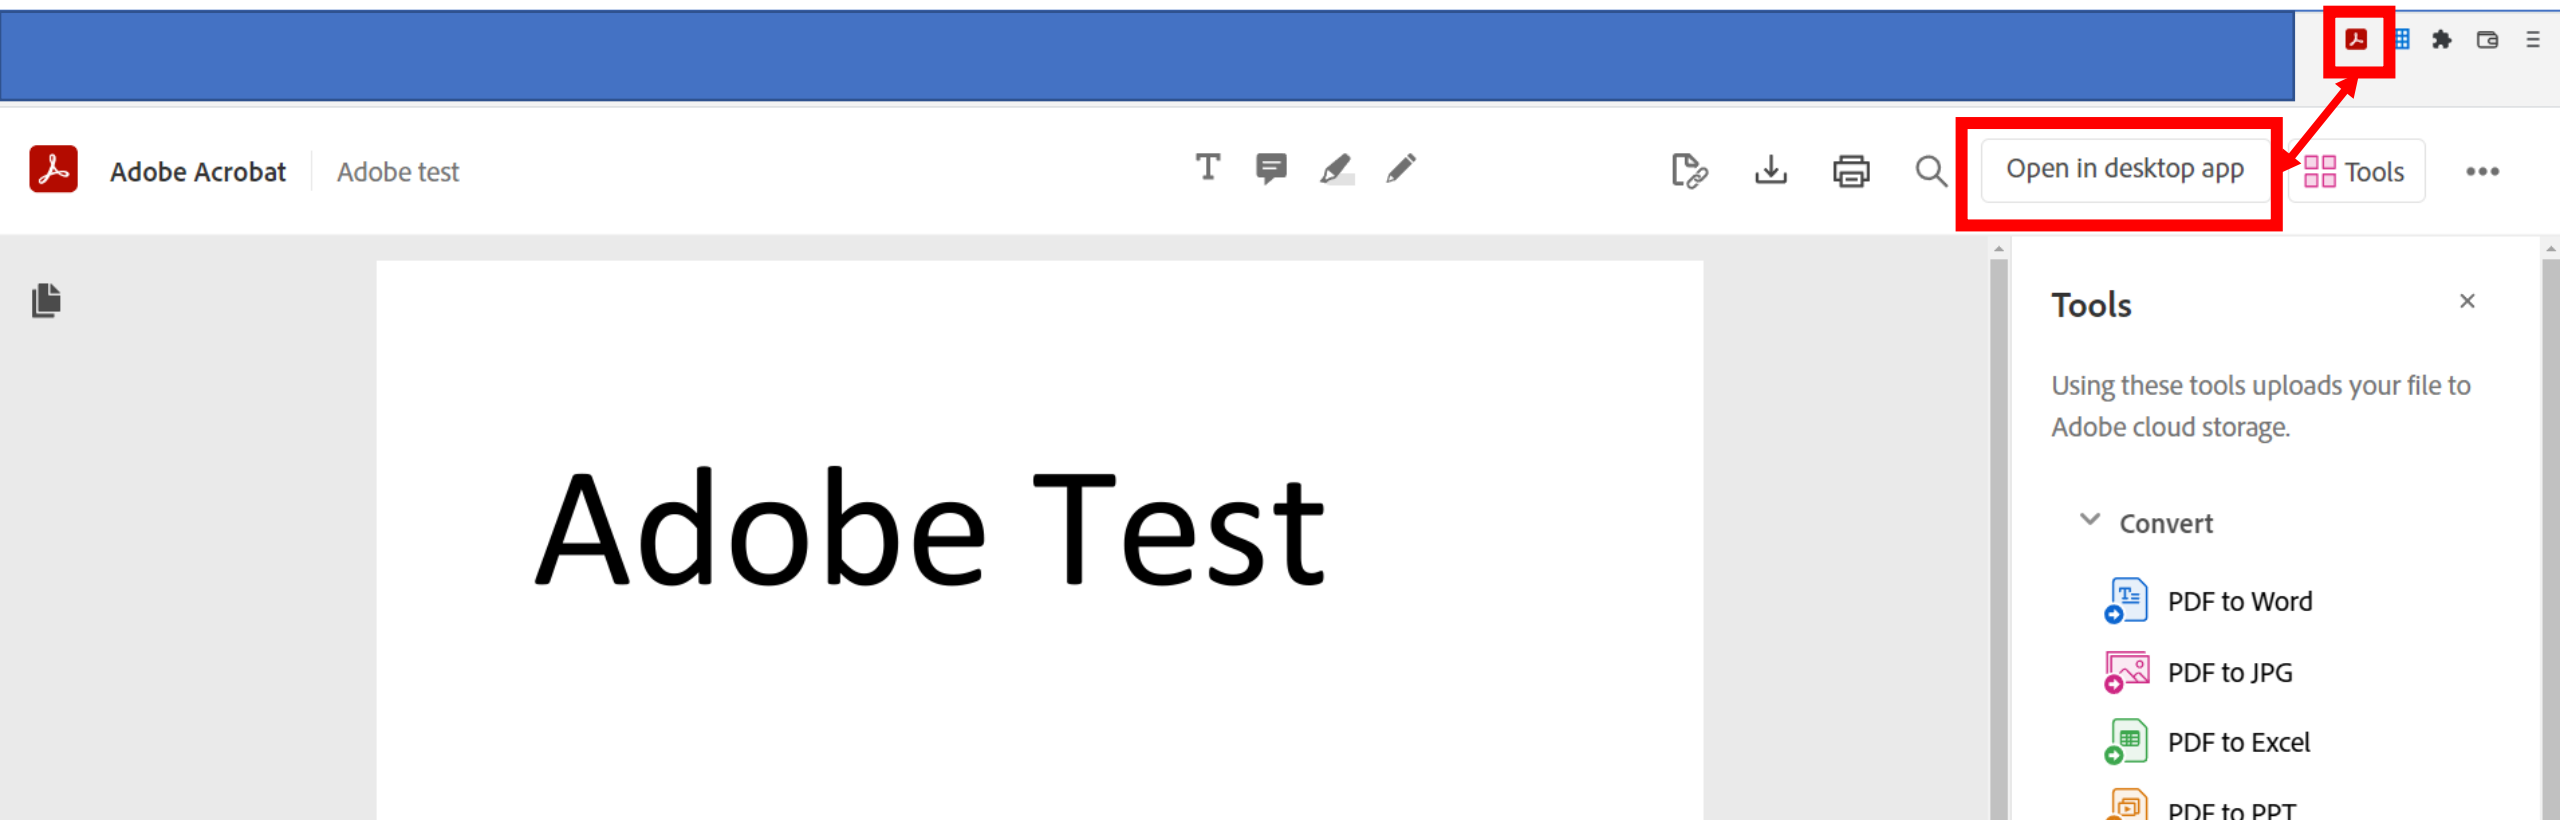 Adobe Acrobat
Adobe test
Open in desktop app
Tools
Adobe Test
Tools
Using these tools uploads your file to
Adobe cloud storage.
Convert
PDF to Word
PDF to JPG
PDF to Excel
PDF to PPT